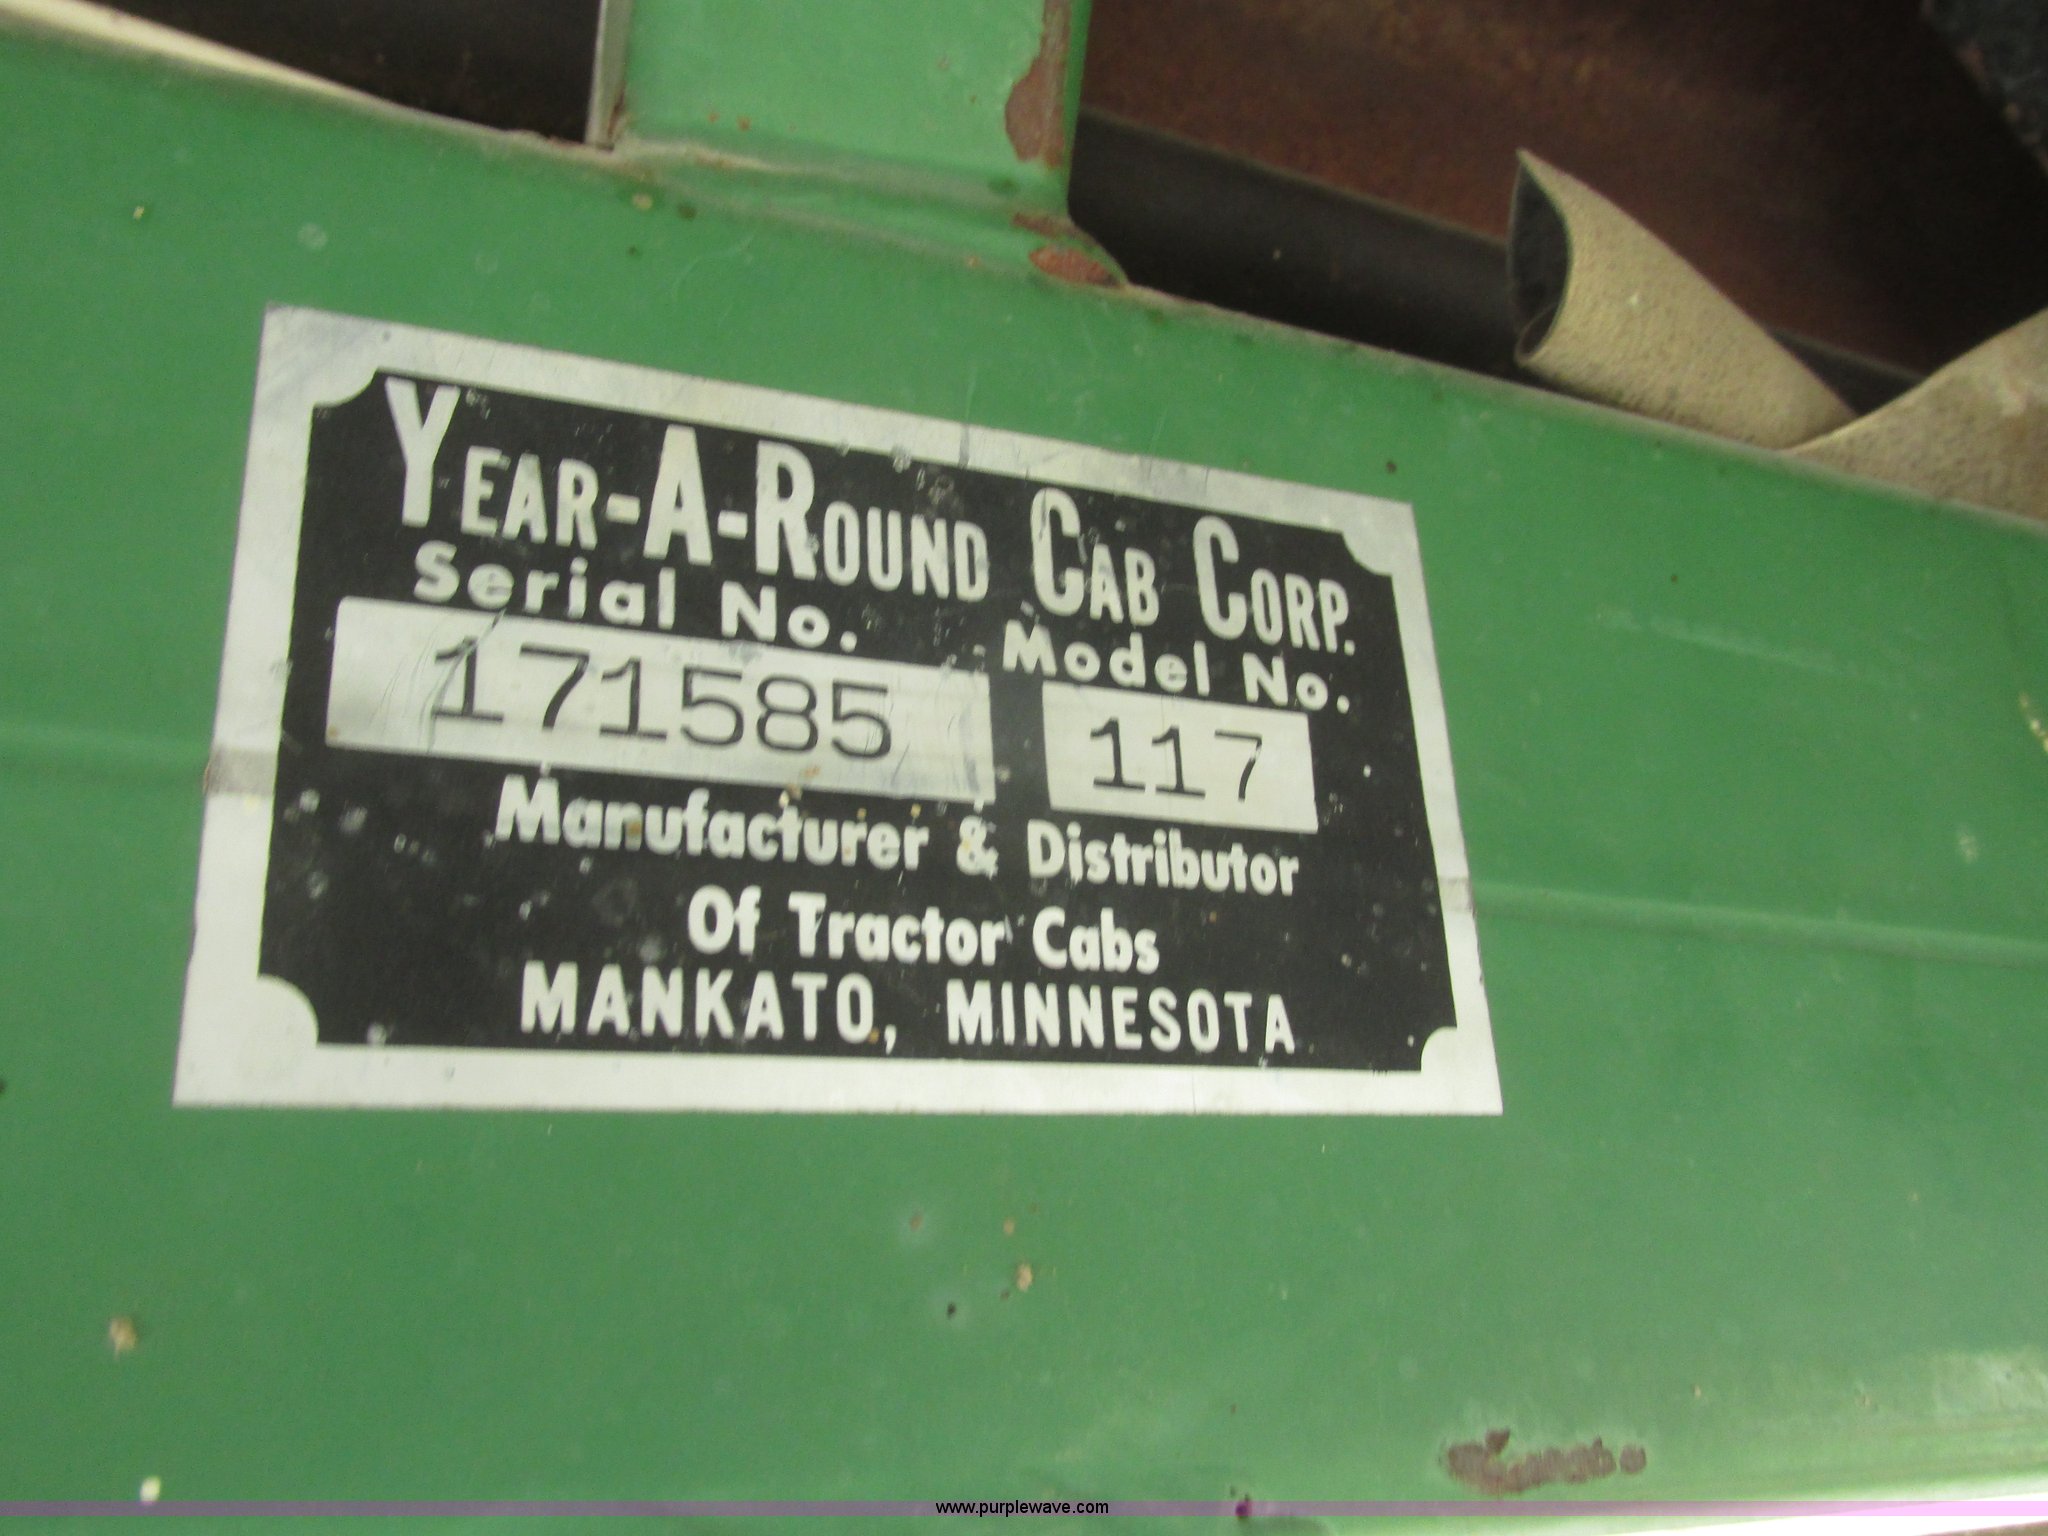 YEAR-A-ROUND CAB CORP.
Serial No. Model No.
171585 117
Manufacturer & Distributor
Of Tractor Cabs
MANKATO, MINNESOTA
www.purplewave.com